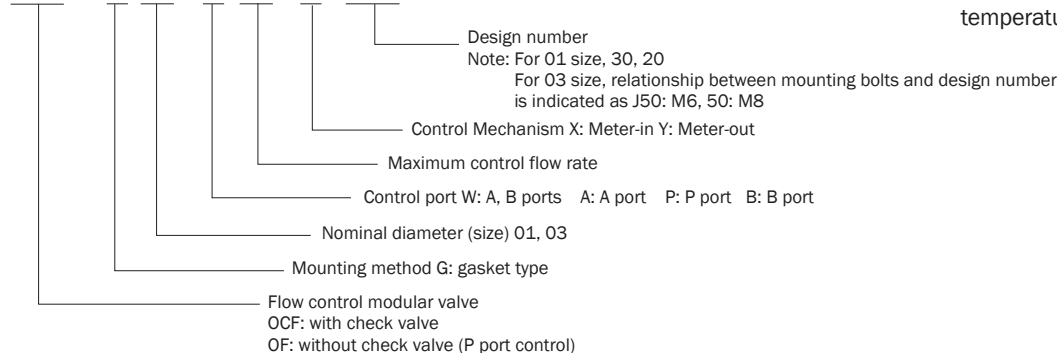 temperatu
Design number
Note: For 01 size, 30, 20
For 03 size, relationship between mounting bolts and design number
is indicated as J50: M6, 50: M8
Control Mechanism X: Meter-in Y: Meter-out
Maximum control flow rate
Control port W: A, B ports A: A port P: P port B: B port
Nominal diameter (size) 01, 03
Mounting method G: gasket type
Flow control modular valve
OCF: with check valve
OF: without check valve (P port control)